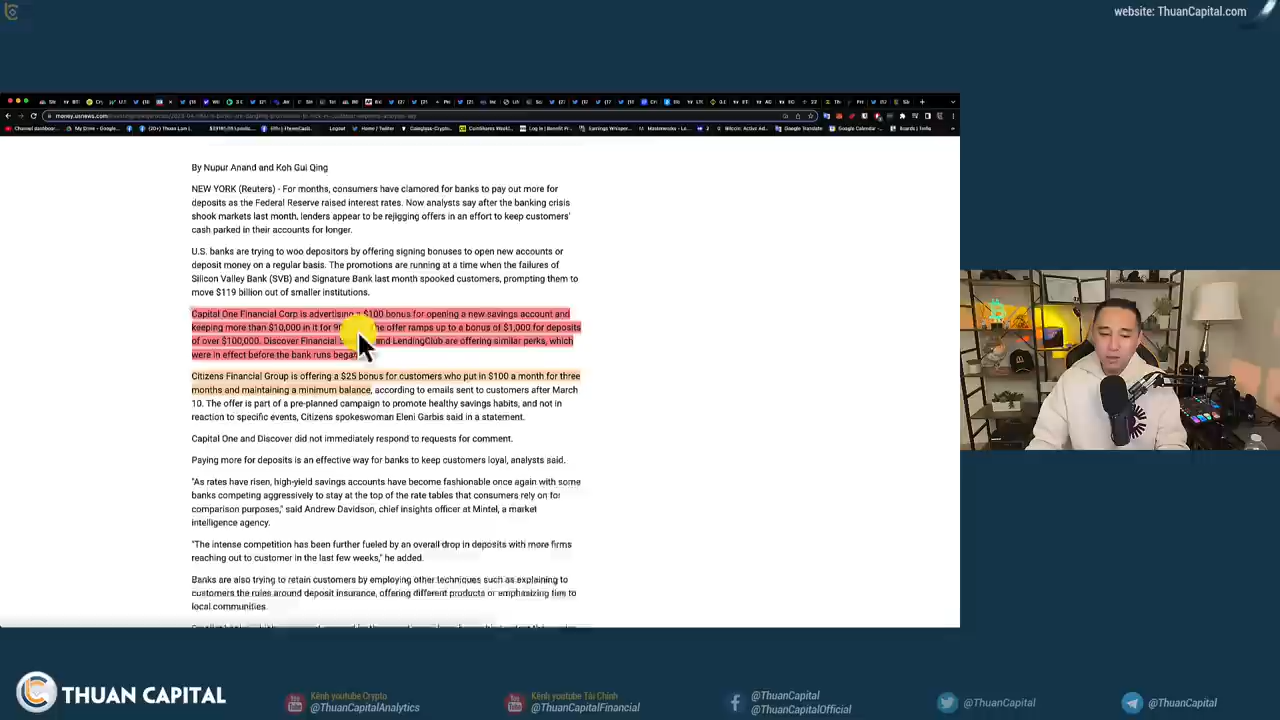 website: ThuanCapital.com
By Nupur Anand and Koh Gui Qing
NEW YORK (Reuters) - For months, consumers have clamored for banks to pay out more for
deposits as the Federal Reserve raised interest rates. Now analysts say after the banking crisis
shook markets last month, lenders appear to be rejigging offers in an effort to keep customers'
cash parked in their accounts for longer.
U.S. banks are trying to woo depositors by offering signing bonuses to open new accounts or
deposit money on a regular basis. The promotions are running at a time when the failures of
Silicon Valley Bank (SVB) and Signature Bank last month spooked customers, prompting them to
move $119 billion out of smaller institutions.
Capital One Financial Corp is advertising a $100 bonus for opening a new savings account and
keeping more than $10,000 in it for 90 he offer ramps up to a bonus of $1,000 for deposits
of over $100,000. Discover Financial and LendingClub are offering similar perks, which
were in effect before the bank runs began
Citizens Financial Group is offering a $25 bonus for customers who put in $100 a month for three
months and maintaining a minimum balance, according to emails sent to customers after March
10. The offer is part of a pre-planned campaign to promote healthy savings habits, and not in
reaction to specific events, Citizens spokeswoman Eleni Garbis said in a statement.
Capital One and Discover did not immediately respond to requests for comment.
Paying more for deposits is an effective way for banks to keep customers loyal, analysts said.
"As rates have risen, high-yield savings accounts have become fashionable once again with some
banks competing aggressively to stay at the top of the rate tables that consumers rely on for
comparison purposes," said Andrew Davidson, chief insights officer at Mintel, a market
intelligence agency.
"The intense competition has been further fueled by an overall drop in deposits with more firms
reaching out to customer in the last few weeks," he added.
Banks are also trying to retain customers by employing other techniques such as explaining to
customers the rules around deposit insurance, offering different products or emphasizing ties to
local communities.
THUAN CAPITAL
Kênh youtube Crypto
@ThuanCapitalAnalytics
Kênh youtube Tài Chính
@ThuanCapitalFinancial
@ThuanCapital
@ThuanCapitalOfficial
@ThuanCapital
@ThuanCapital